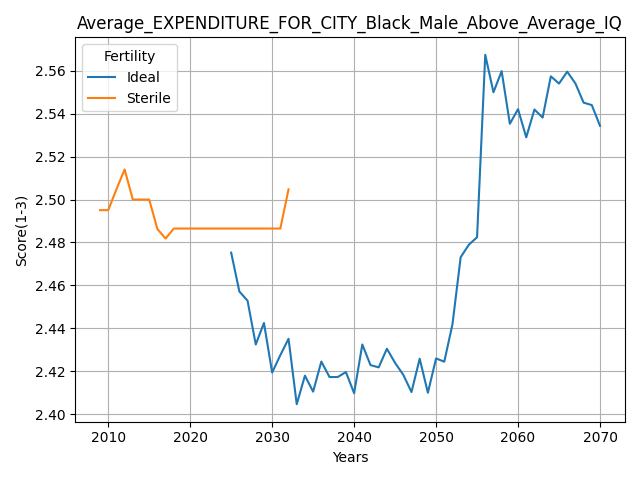 Average_EXPENDITURE_FOR_CITY_Black_Male_Above_Average_IQ
Fertility
Ideal
Sterile
Score(1-3)
2.56
2.54
2.52
2.50
2.48
2.46
2.44
2.42
2.40
2010 2020 2030 2040 2050 2060 2070
Years